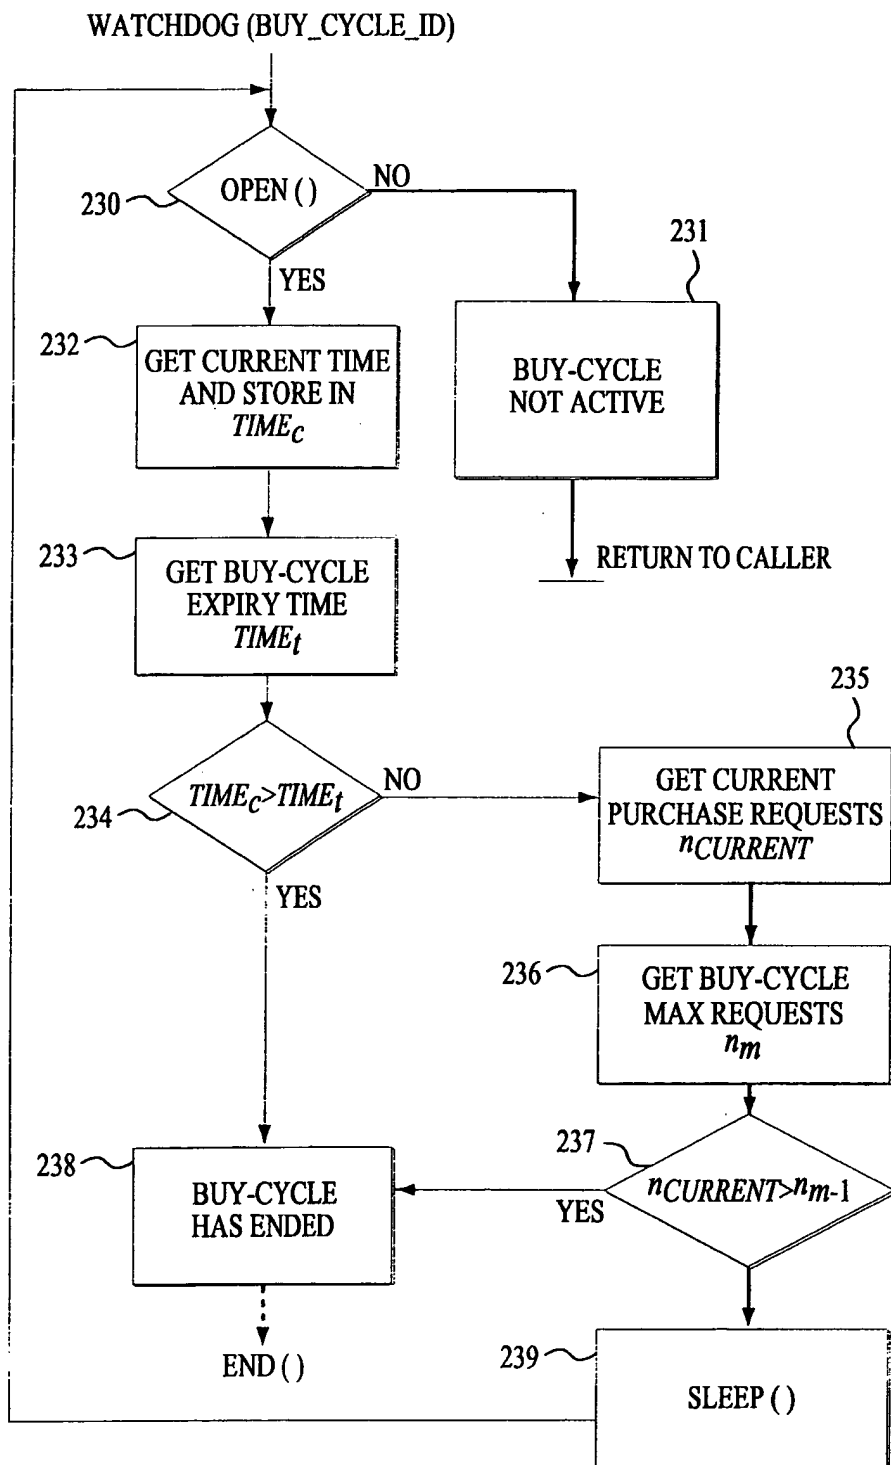 WATCHDOG (BUY_CYCLE_ID)
230
OPEN ( )
NO
YES
231
BUY-CYCLE
NOT ACTIVE
RETURN TO CALLER
232
GET CURRENT TIME
AND STORE IN
TIMEc
233
GET BUY-CYCLE
EXPIRY TIME
TIMEt
234
TIMEc>TIMEt
NO
YES
235
GET CURRENT
PURCHASE REQUESTS
nCURRENT
236
GET BUY-CYCLE
MAX REQUESTS
nm
237
nCURRENT>nm-1
YES
238
BUY-CYCLE
HAS ENDED
END ( )
239
SLEEP ( )